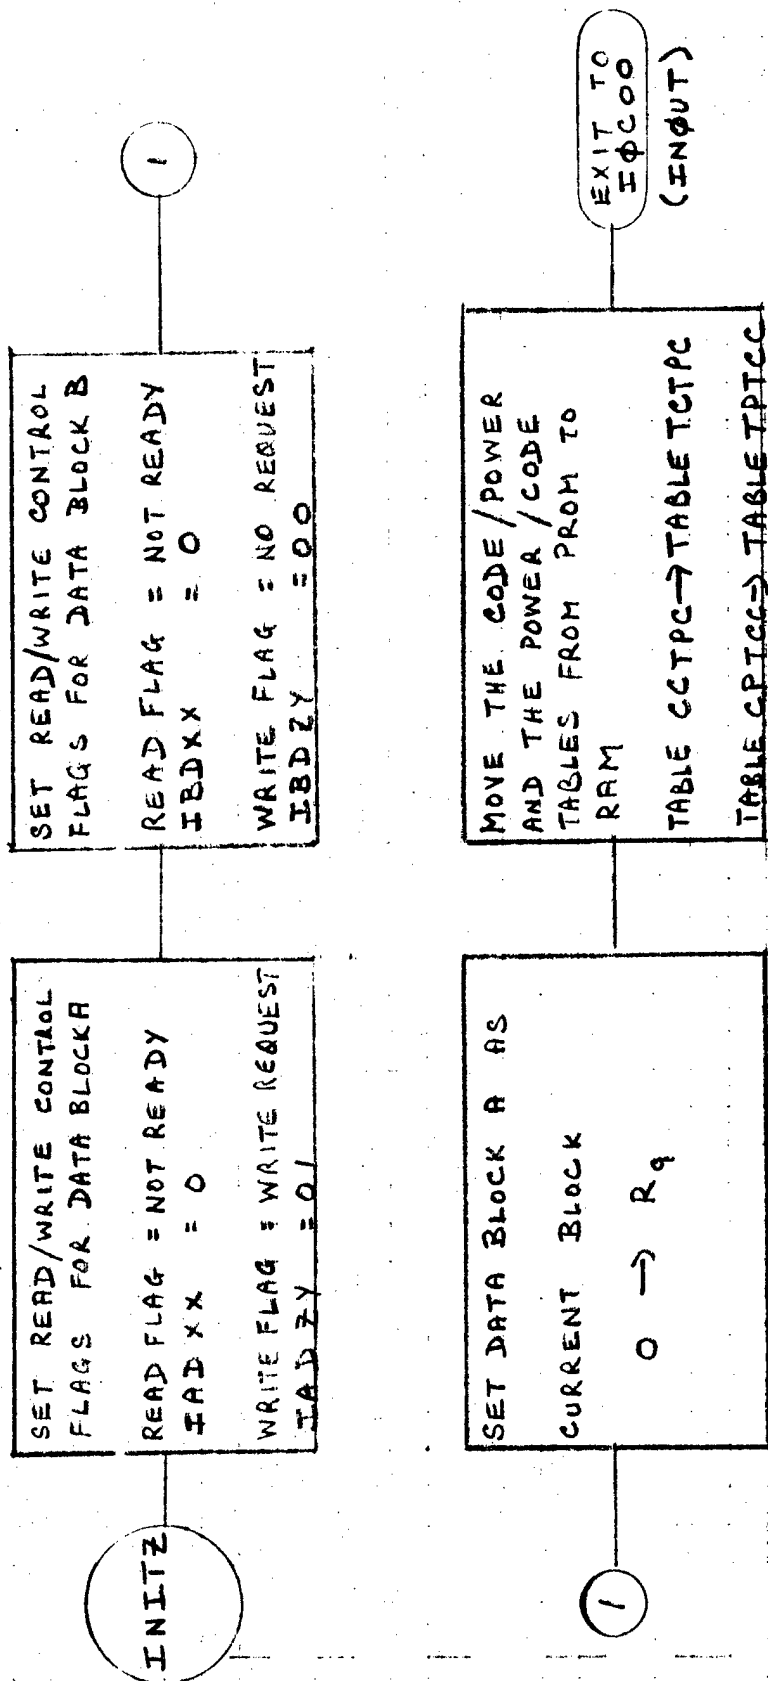 INITZ
SET READ/WRITE CONTROL
FLAGS FOR DATA BLOCK A
READ FLAG = NOT READY
IADXX = 0
WRITE FLAG = WRITE REQUEST
IADZY = 01
SET READ/WRITE CONTROL
FLAGS FOR DATA BLOCK B
READ FLAG = NOT READY
IBDXX = 0
WRITE FLAG = NO REQUEST
IBDZY = 00
1
1
SET DATA BLOCK A AS
CURRENT BLOCK
0 → R9
MOVE THE CODE/POWER
AND THE POWER/CODE
TABLES FROM PROM TO
RAM
TABLE CCTPC → TABLE TCTPC
TABLE CPTCC → TABLE TPTCC
EXIT TO
IØC00
(INØUT)